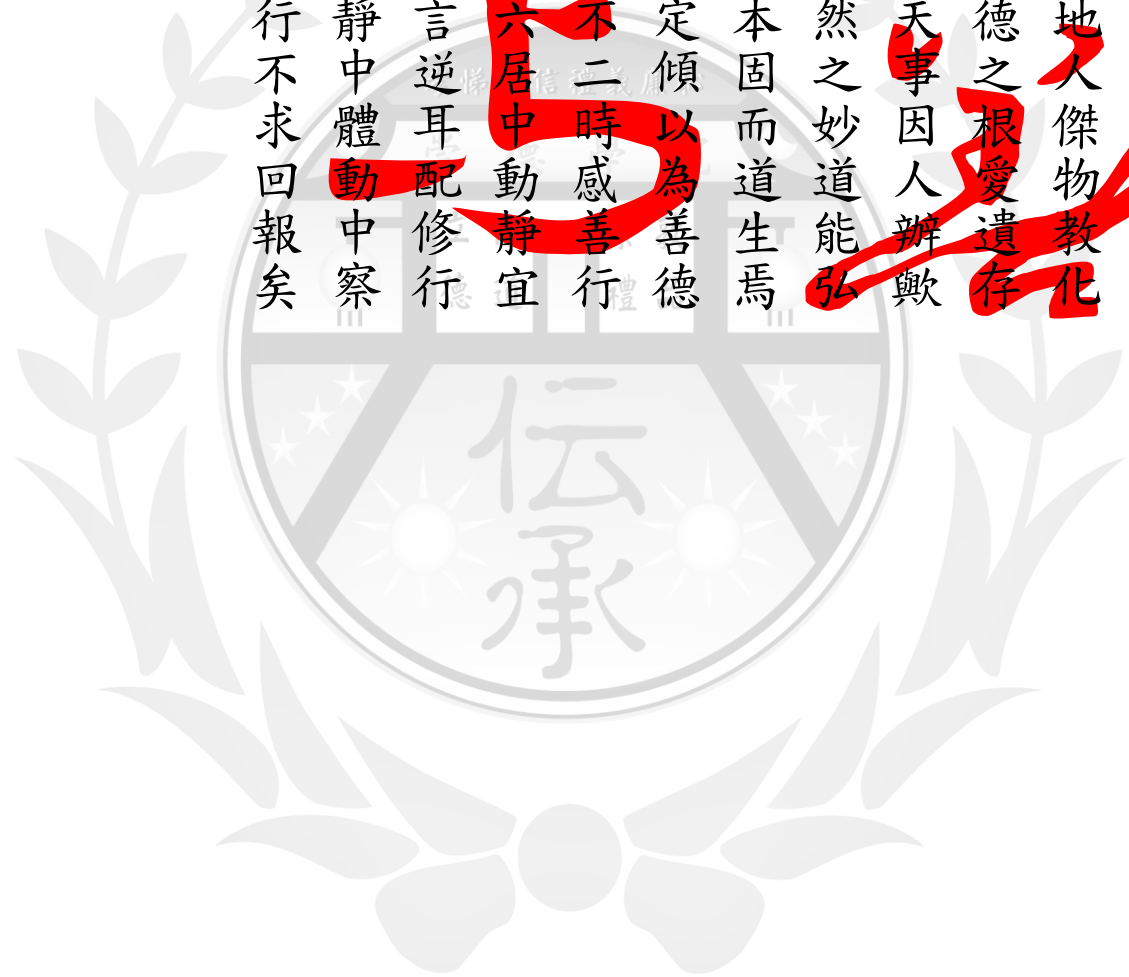 地人傑物教化
德之根愛遺存
天事因人辦歟
然之妙道能弘
本固而道生焉
定傾以為善德
不二時感善行
六居中動靜宜
言逆耳配修行
靜中體動中察
行不求回報矣
伝承